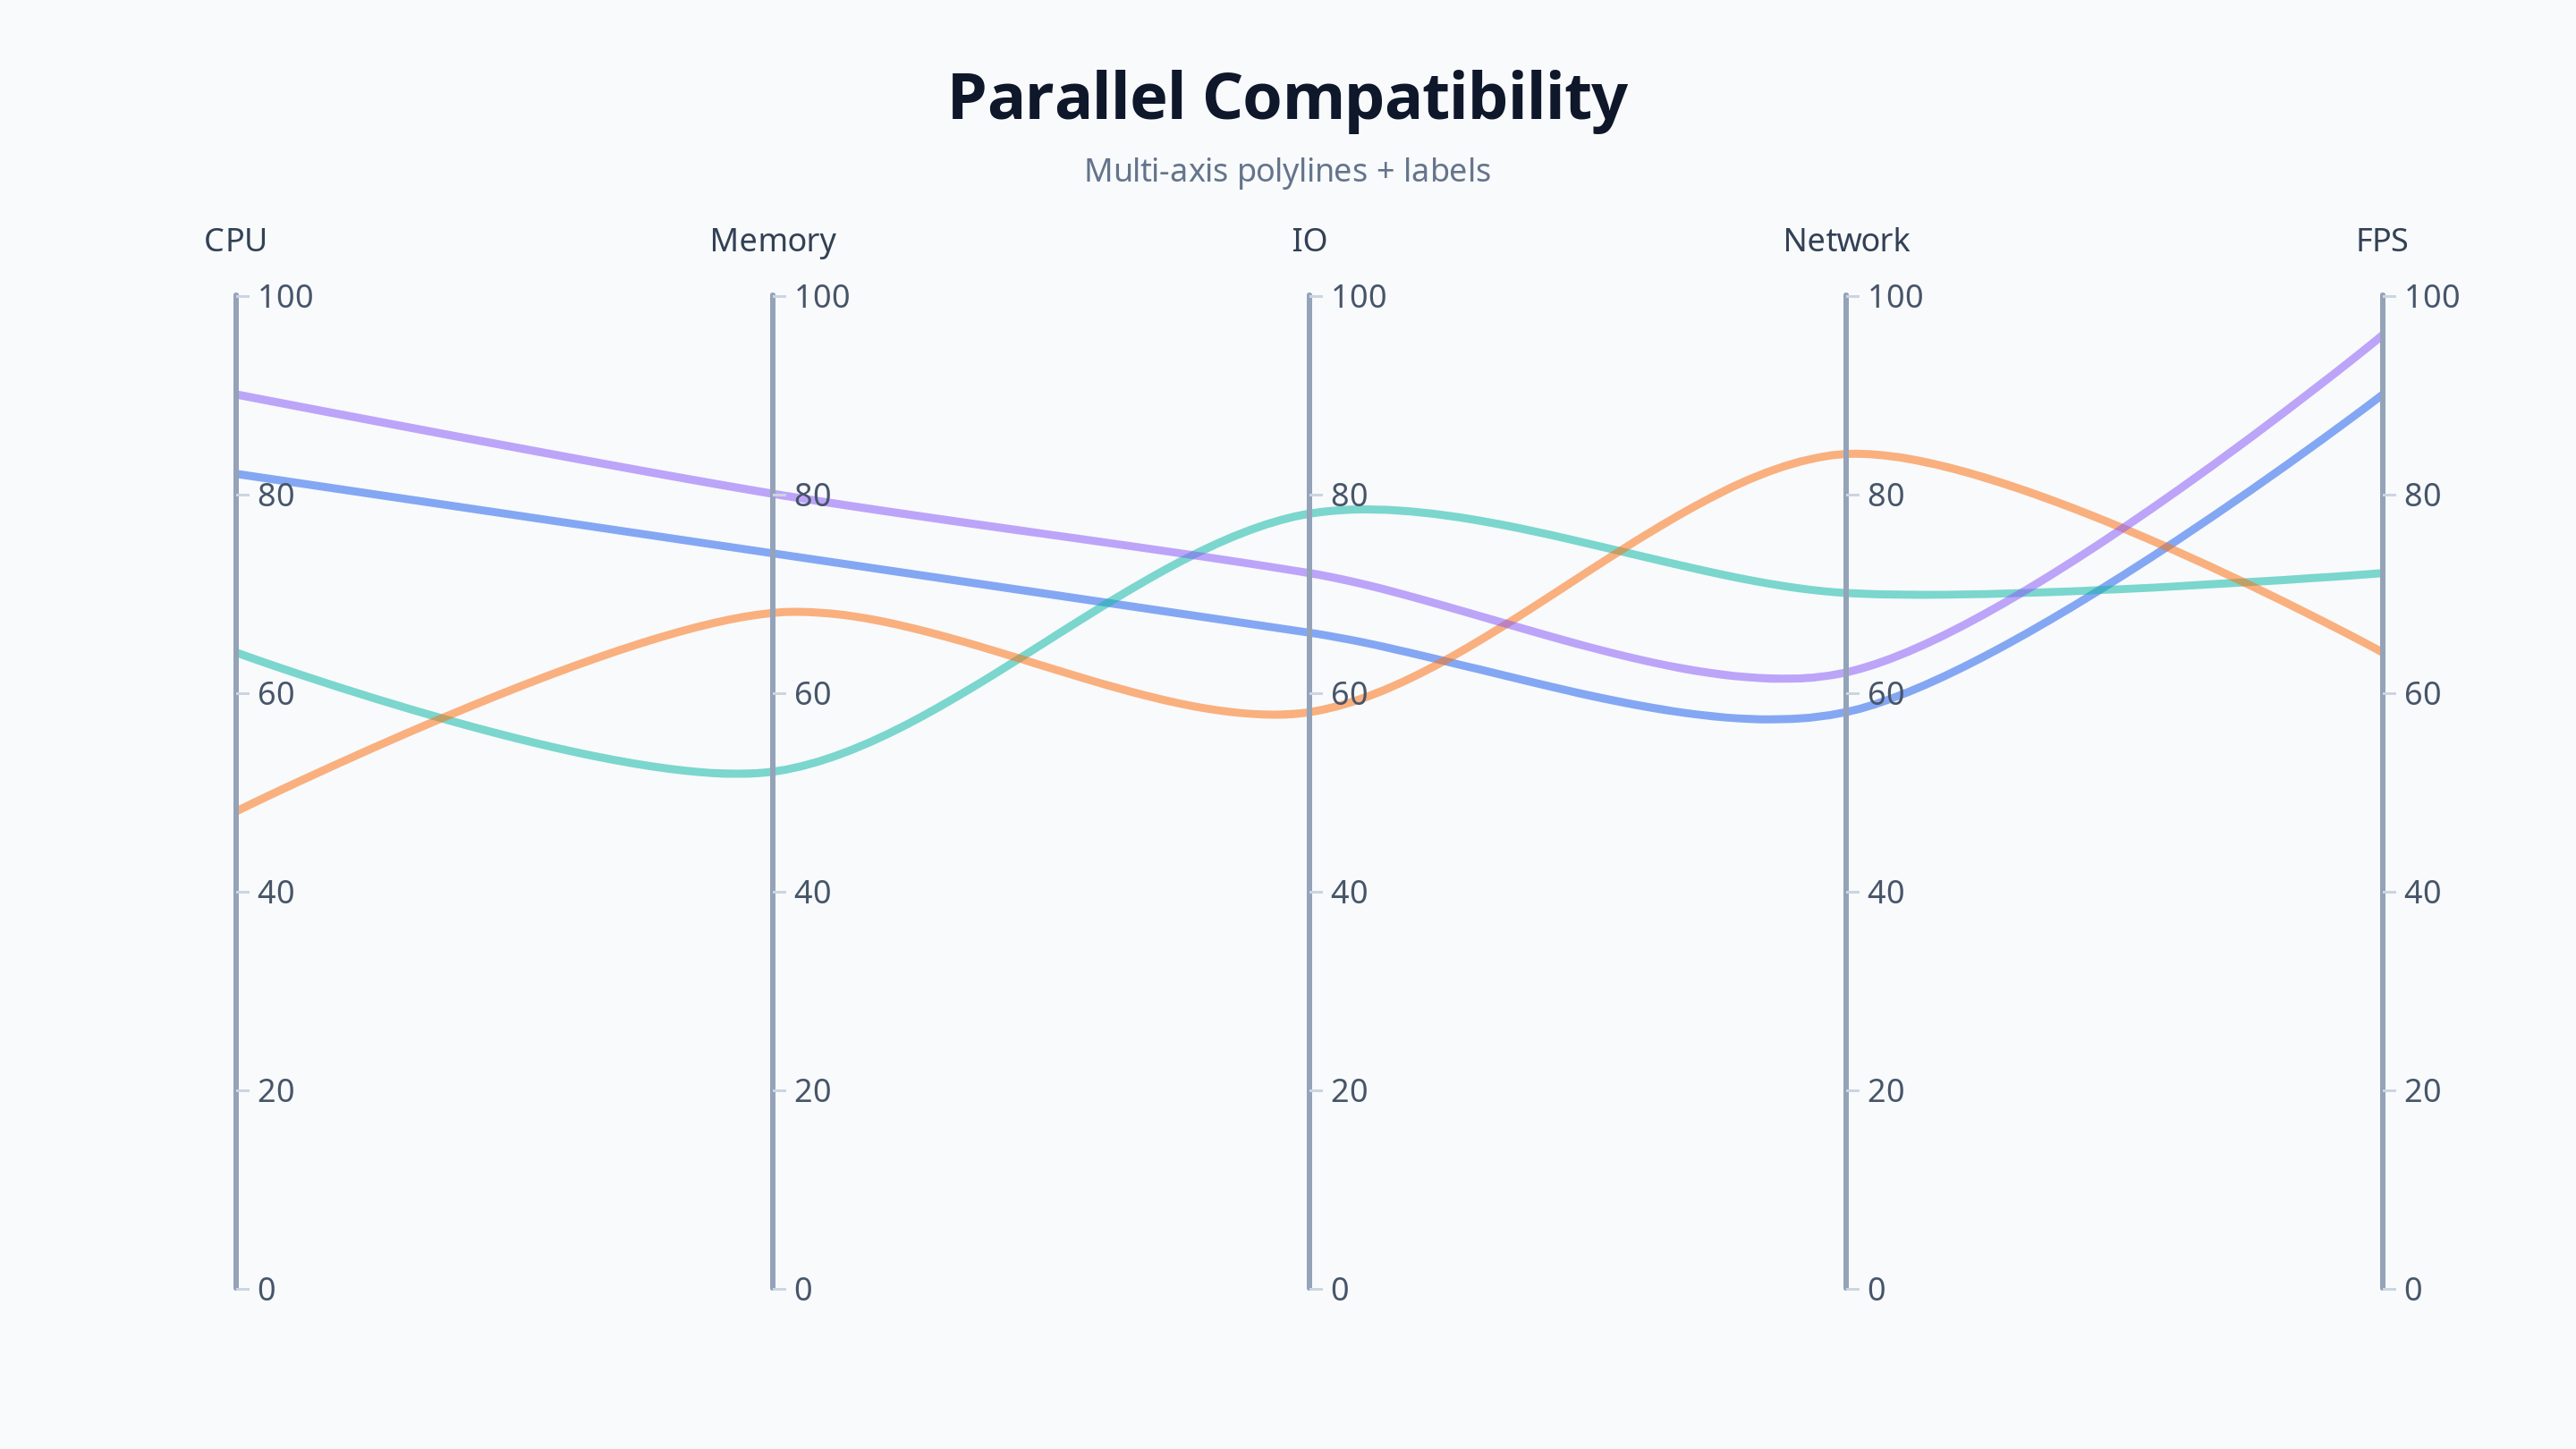 Parallel Compatibility
Multi-axis polylines + labels
CPU Memory IO Network FPS
100 100 100 100 100
80 80 80 80 80
60 60 60 60 60
40 40 40 40 40
20 20 20 20 20
0 0 0 0 0